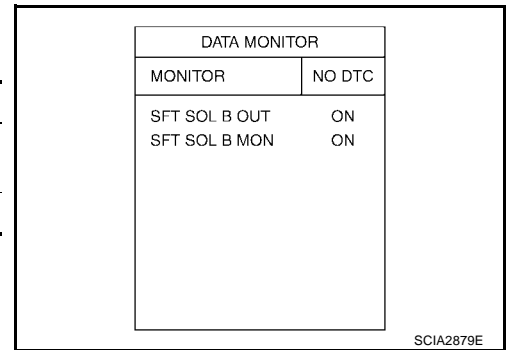 DATA MONITOR
MONITOR NO DTC
SFT SOL B OUT ON
SFT SOL B MON ON
SCIA2879E